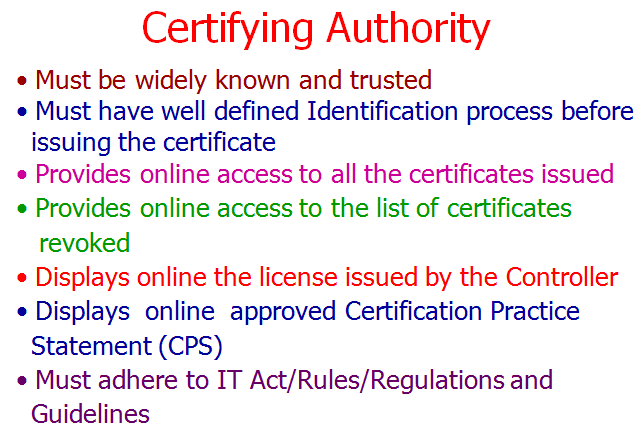 Certifying Authority
• Must be widely known and trusted
• Must have well defined Identification process before
issuing the certificate
• Provides online access to all the certificates issued
• Provides online access to the list of certificates
revoked
• Displays online the license issued by the Controller
• Displays online approved Certification Practice
Statement (CPS)
• Must adhere to IT Act/Rules/Regulations and
Guidelines